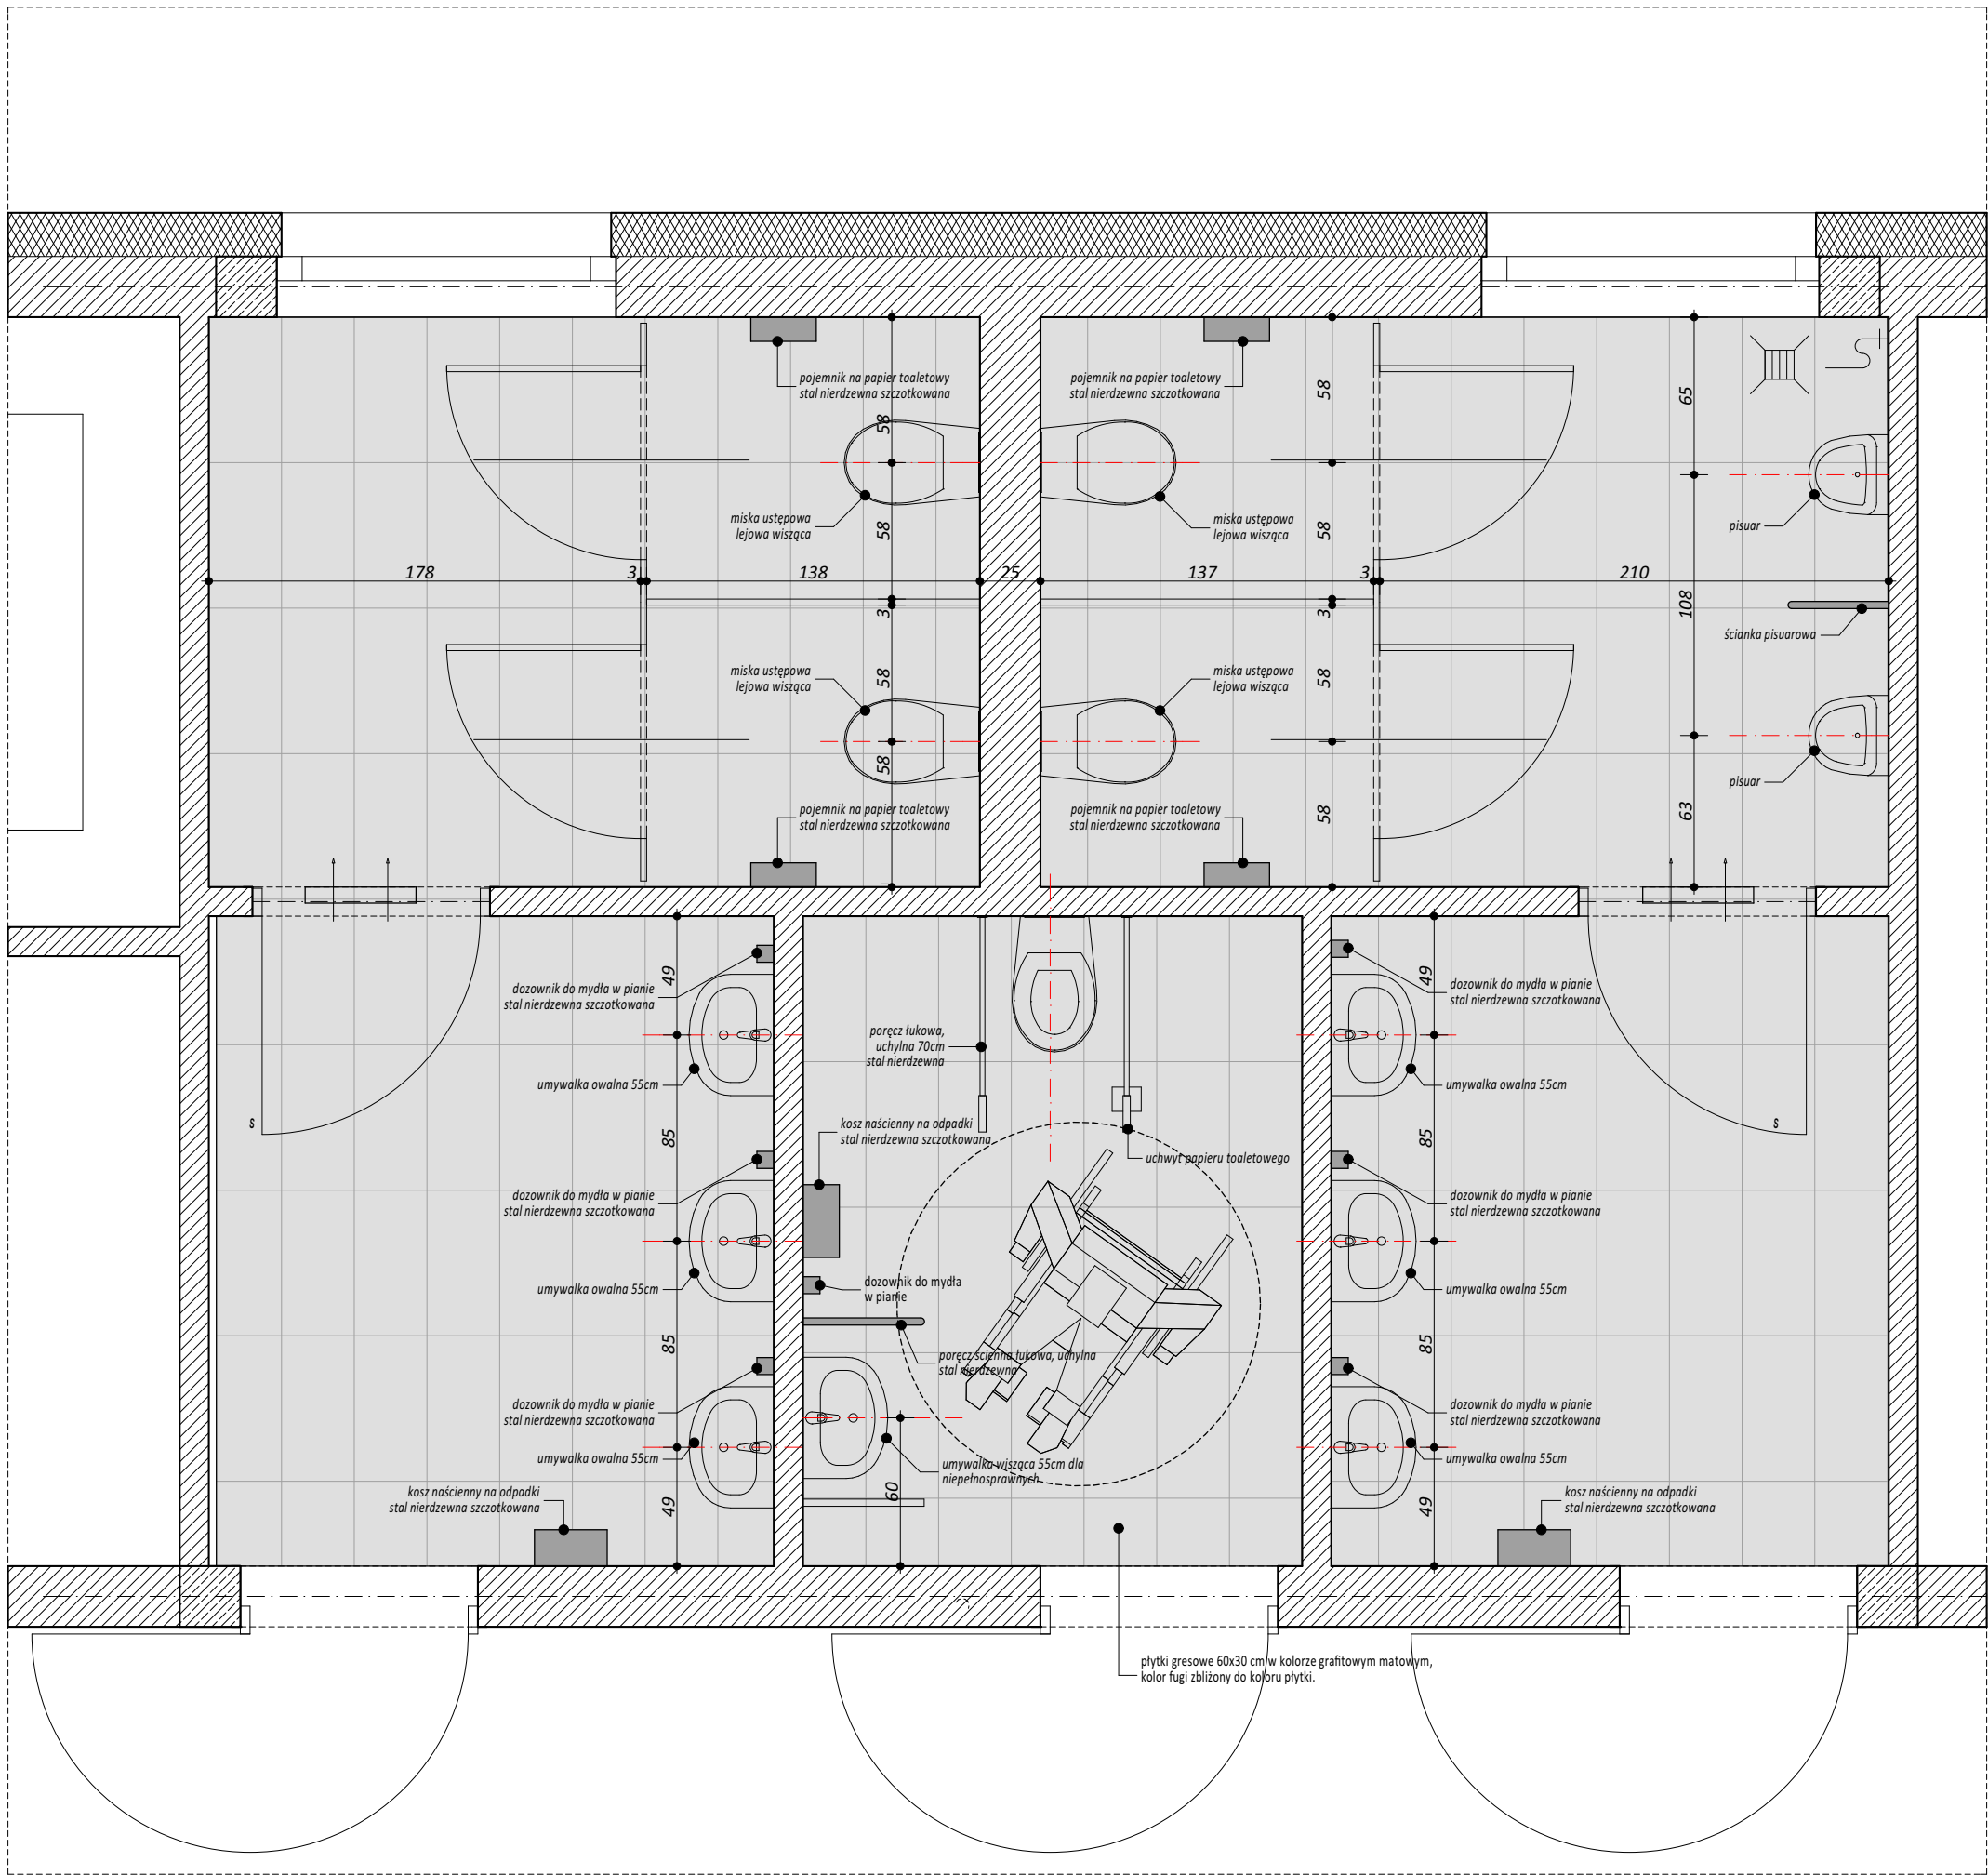 pojemnik na papier toaletowy
stal nierdzewna szczotkowana
58
pojemnik na papier toaletowy
stal nierdzewna szczotkowana
58
65
miska ustępowa
lejowa wisząca
58
miska ustępowa
lejowa wisząca
58
pisuar
178
3
138
25
137
3
210
3
3
108
ścianka pisuarowa
miska ustępowa
lejowa wisząca
58
miska ustępowa
lejowa wisząca
58
58
pisuar
pojemnik na papier toaletowy
stal nierdzewna szczotkowana
pojemnik na papier toaletowy
stal nierdzewna szczotkowana
58
63
49
dozownik do mydła w pianie
stal nierdzewna szczotkowana
poręcz łukowa,
uchylna 70cm
stal nierdzewna
49
dozownik do mydła w pianie
stal nierdzewna szczotkowana
umywalka owalna 55cm
umywalka owalna 55cm
S
85
kosz naścienny na odpadki
stal nierdzewna szczotkowana
uchwyt papieru toaletowego
85
S
dozownik do mydła w pianie
stal nierdzewna szczotkowana
dozownik do mydła w pianie
stal nierdzewna szczotkowana
umywalka owalna 55cm
dozownik do mydła
w pianie
umywalka owalna 55cm
85
poręcz ścienna łukowa, uchylna
stal nierdzewna
85
dozownik do mydła w pianie
stal nierdzewna szczotkowana
dozownik do mydła w pianie
stal nierdzewna szczotkowana
umywalka owalna 55cm
umywalka wisząca 55cm dla
niepełnosprawnych
umywalka owalna 55cm
kosz naścienny na odpadki
stal nierdzewna szczotkowana
49
60
49
kosz naścienny na odpadki
stal nierdzewna szczotkowana
płytki gresowe 60x30 cm w kolorze grafitowym matowym,
kolor fugi zbliżony do koloru płytki.